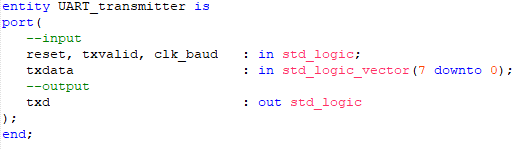 entity UART_transmitter is
port(
    --input
    reset, txvalid, clk_baud   : in std_logic;
    txdata                     : in std_logic_vector(7 downto 0);
    --output
    txd                        : out std_logic
);
end;